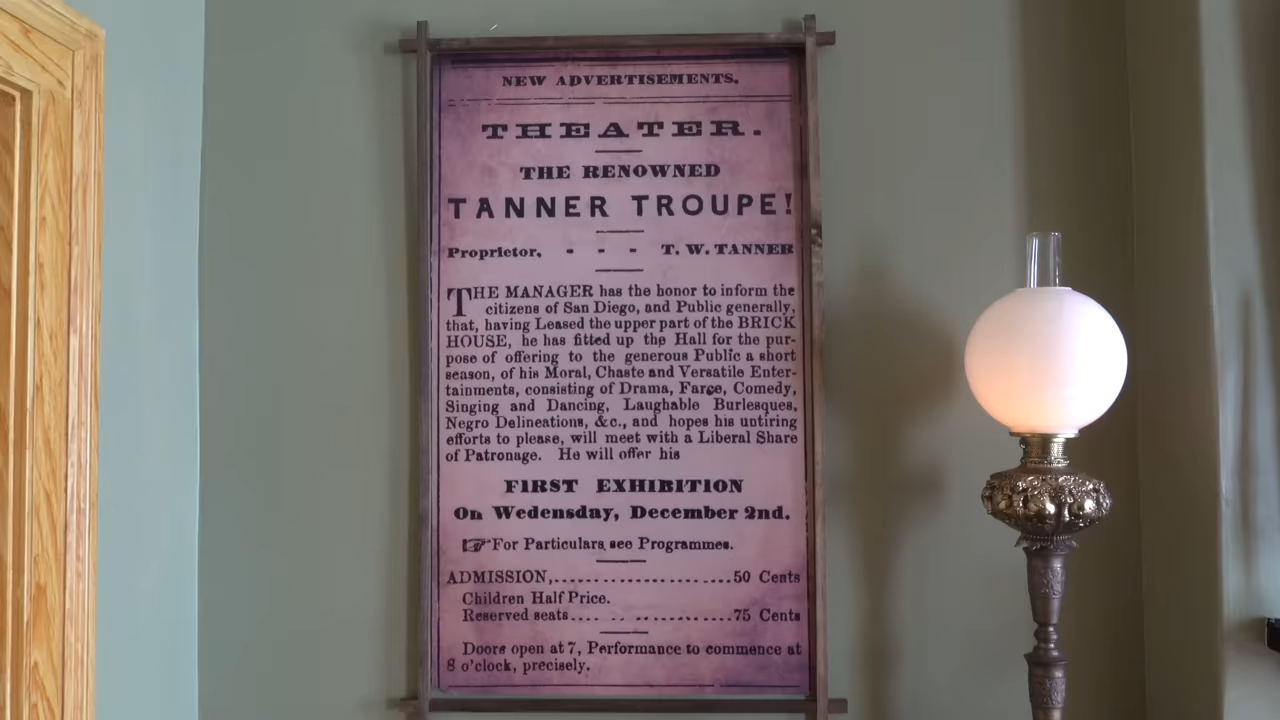 NEW ADVERTISEMENTS.
THEATER.
THE RENOWNED
TANNER TROUPE!
Proprietor, - - - T. W. TANNER
THE MANAGER has the honor to inform the
citizens of San Diego, and Public generally,
that, having Leased the upper part of the BRICK
HOUSE, he has fitted up the Hall for the pur-
pose of offering to the generous Public a short
season, of his Moral, Chaste and Versatile Enter-
tainments, consisting of Drama, Farce, Comedy,
Singing and Dancing, Laughable Burlesques,
Negro Delineations, &c., and hopes his untiring
efforts to please, will meet with a Liberal Share
of Patronage. He will offer his
FIRST EXHIBITION
On Wedensday, December 2nd.
☞For Particulars see Programmes.
ADMISSION,.......................50 Cents
Children Half Price.
Reserved seats.... .. ..............75 Cents
Doors open at 7, Performance to commence at
8 o'clock, precisely.